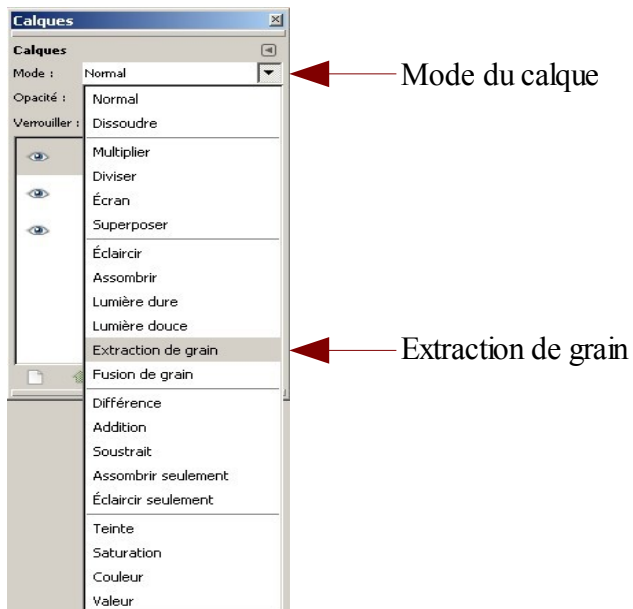 Calques
Calques
Mode : Normal
Mode du calque
Opacité :
Verrouiller :
Normal
Dissoudre
Multiplier
Diviser
Écran
Superposer
Éclaircir
Assombrir
Lumière dure
Lumière douce
Extraction de grain
Extraction de grain
Fusion de grain
Différence
Addition
Soustrait
Assombrir seulement
Éclaircir seulement
Teinte
Saturation
Couleur
Valeur